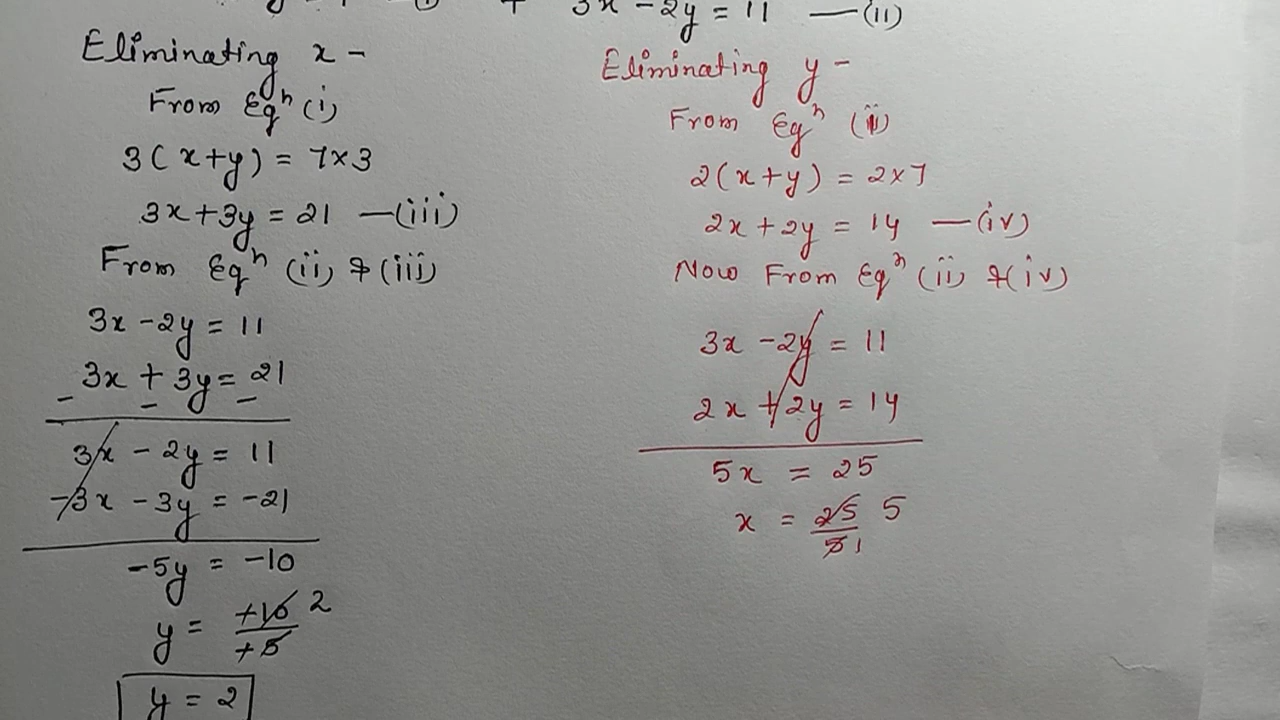 3x - 2y = 11 —(ii)
Eliminating x -
From Eqⁿ (i)
3(x+y) = 7×3
3x+3y = 21 —(iii)
From Eqⁿ (ii) & (iii)
3x - 2y = 11
3x + 3y = 21
- - -
3x - 2y = 11
-3x - 3y = -21
-5y = -10
y = +10/+5 2
y = 2
Eliminating y -
From Eqⁿ
2(x+y) = 2×7
2x + 2y = 14 —(iv)
Now From Eqⁿ (ii) & (iv)
3x - 2y = 11
2x + 2y = 14
5x = 25
x = 25/5 5 1